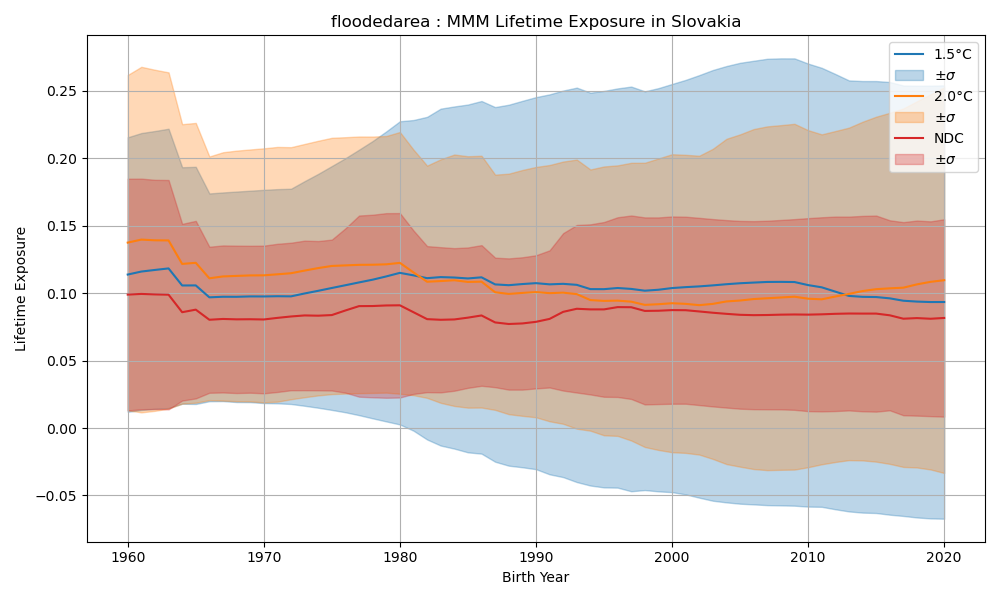 floodedarea : MMM Lifetime Exposure in Slovakia
Lifetime Exposure
0.25
0.20
0.15
0.10
0.05
0.00
−0.05
1.5°C
±σ
2.0°C
±σ
NDC
±σ
1960 1970 1980 1990 2000 2010 2020
Birth Year